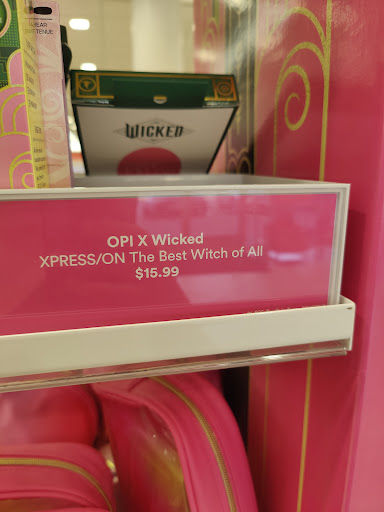 WICKED
OPI X Wicked
XPRESS/ON The Best Witch of All
$15.99